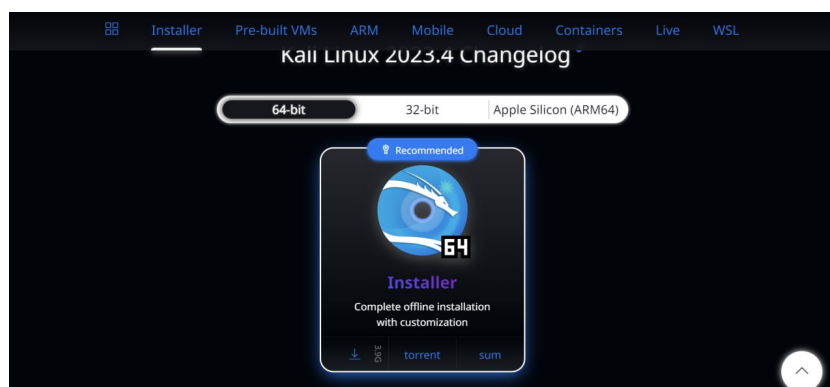 Installer Pre-built VMs ARM Mobile Cloud Containers Live WSL
Kali Linux 2023.4 Changelog
64-bit 32-bit Apple Silicon (ARM64)
Recommended
64
Installer
Complete offline installation
with customization
3.9G torrent sum